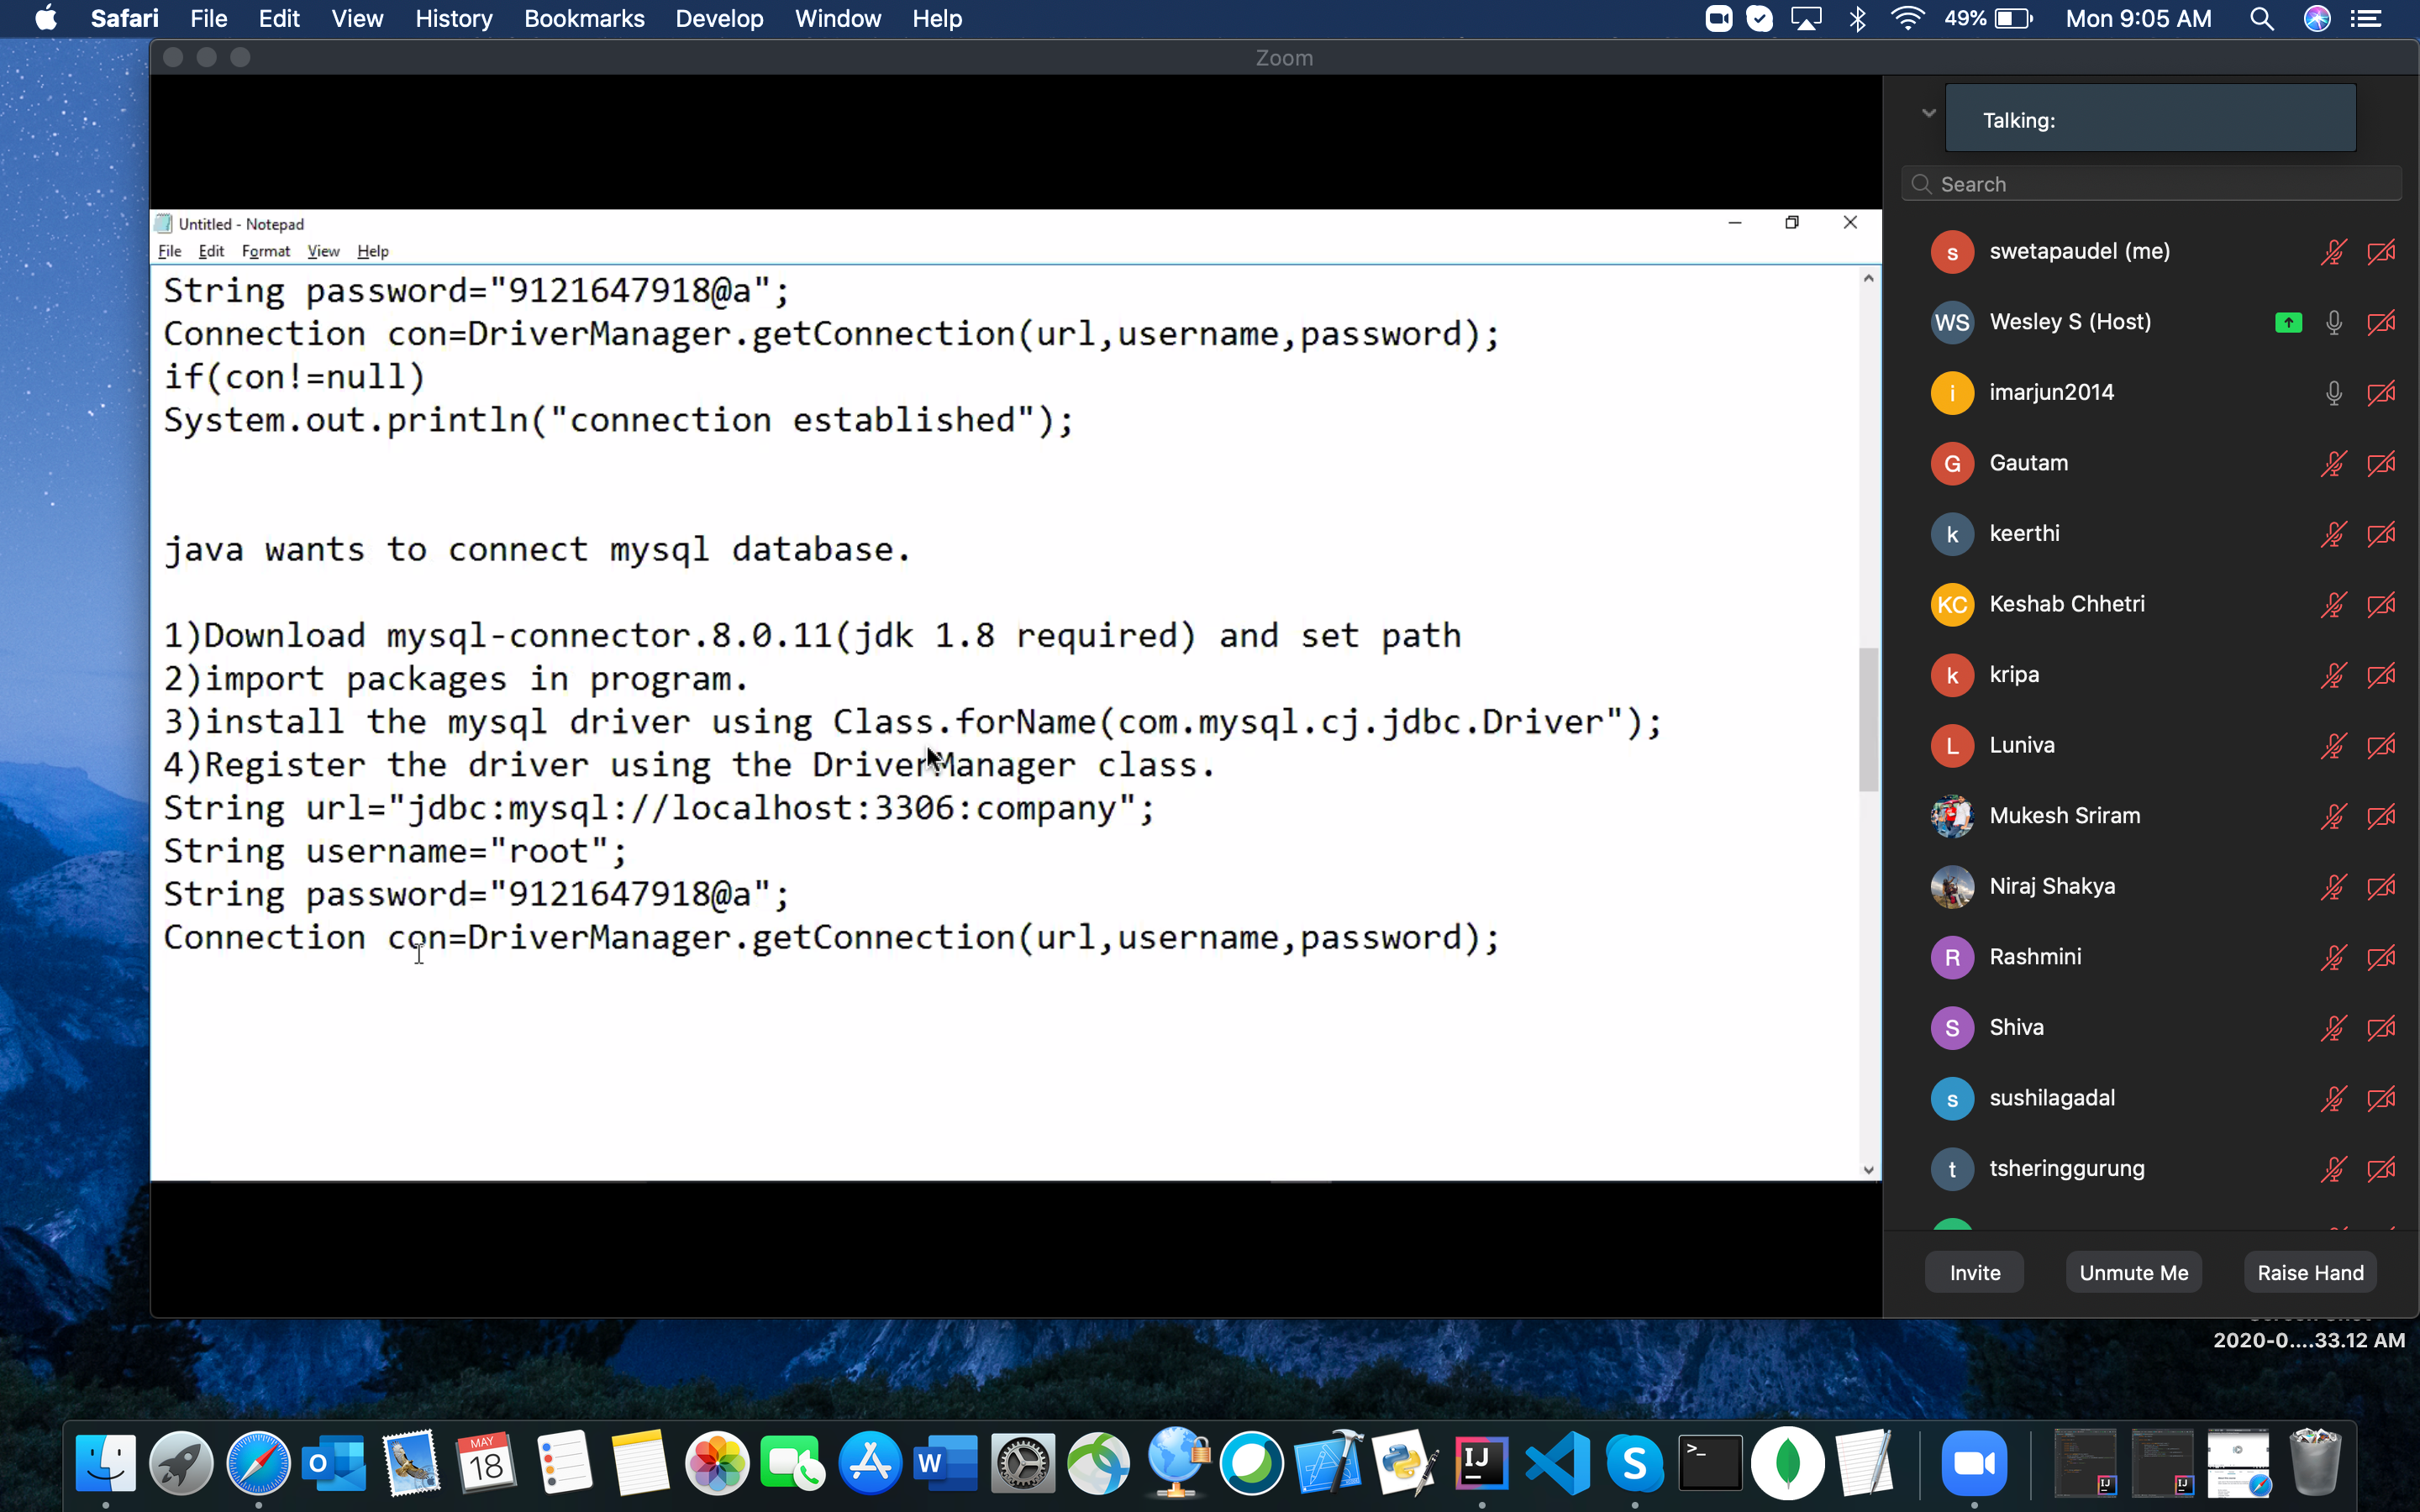 Safari File Edit View History Bookmarks Develop Window Help 49% Mon 9:05 AM
Zoom
Talking:
Search
Untitled - Notepad
File Edit Format View Help
String password="9121647918@a";
Connection con=DriverManager.getConnection(url,username,password);
if(con!=null)
System.out.println("connection established");
java wants to connect mysql database.
1)Download mysql-connector.8.0.11(jdk 1.8 required) and set path
2)import packages in program.
3)install the mysql driver using Class.forName(com.mysql.cj.jdbc.Driver");
4)Register the driver using the DriverManager class.
String url="jdbc:mysql://localhost:3306:company";
String username="root";
String password="9121647918@a";
Connection con=DriverManager.getConnection(url,username,password);
s swetapaudel (me)
WS Wesley S (Host)
i imarjun2014
G Gautam
k keerthi
KC Keshab Chhetri
k kripa
L Luniva
Mukesh Sriram
Niraj Shakya
R Rashmini
S Shiva
s sushilagadal
t tsheringgurung
Invite Unmute Me Raise Hand
2020-0....33.12 AM
MAY
18
W
IJ
S
>_